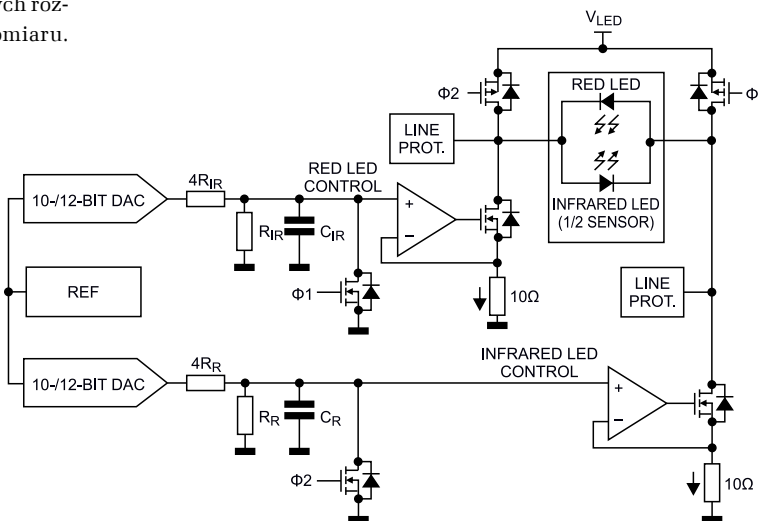 ych roz-
omiaru.
VLED
Φ2
RED LED
Φ
LINE
PROT.
INFRARED LED
(1/2 SENSOR)
10-/12-BIT DAC
4RIR
RED LED
CONTROL
+
−
RIR
CIR
REF
Φ1
10Ω
LINE
PROT.
10-/12-BIT DAC
4RR
INFRARED LED
CONTROL
+
−
RR
CR
Φ2
10Ω